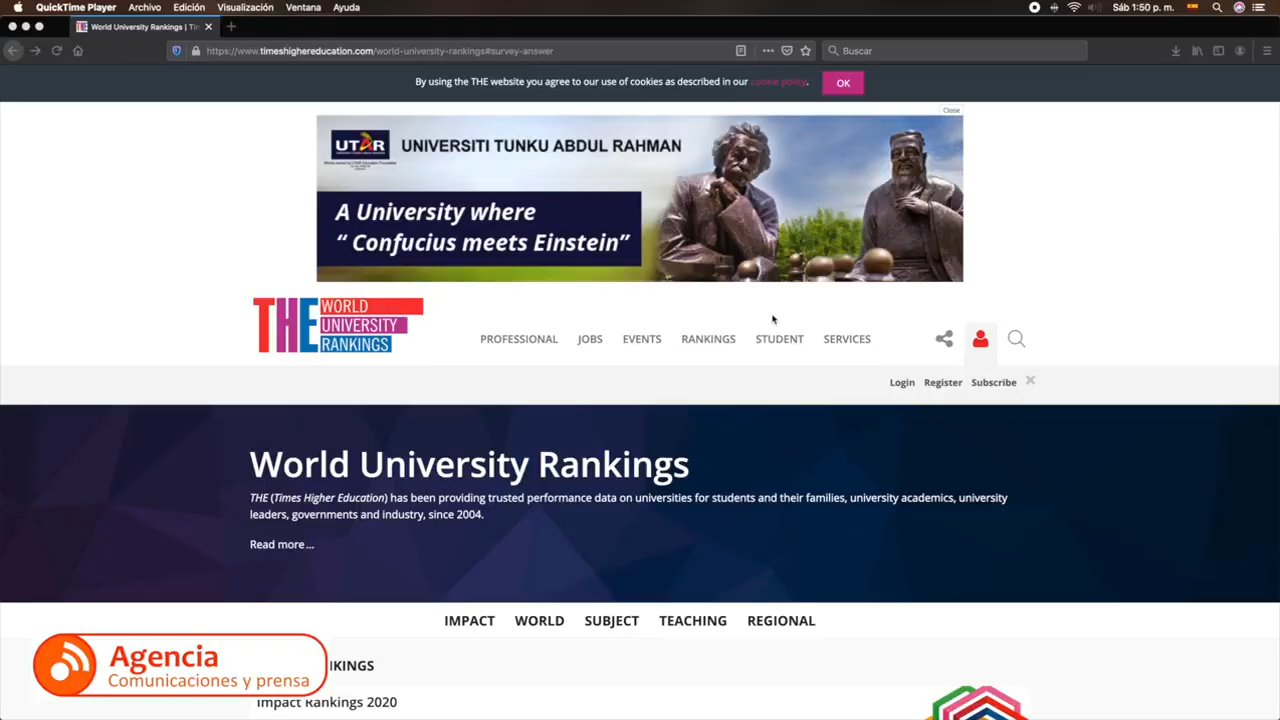 QuickTime Player Archivo Edición Visualización Ventana Ayuda
Sáb 1:50 p. m.
World University Rankings | Ti
https://www.timeshighereducation.com/world-university-rankings#survey-answer
Buscar
By using the THE website you agree to our use of cookies as described in our cookie policy.
OK
Close
UTAR
UNIVERSITI TUNKU ABDUL RAHMAN
A University where
“ Confucius meets Einstein”
THE WORLD
UNIVERSITY
RANKINGS
PROFESSIONAL JOBS EVENTS RANKINGS STUDENT SERVICES
Login Register Subscribe
World University Rankings
THE (Times Higher Education) has been providing trusted performance data on universities for students and their families, university academics, university
leaders, governments and industry, since 2004.
Read more ...
IMPACT WORLD SUBJECT TEACHING REGIONAL
Agencia
Comunicaciones y prensa
KINGS
Impact Rankings 2020